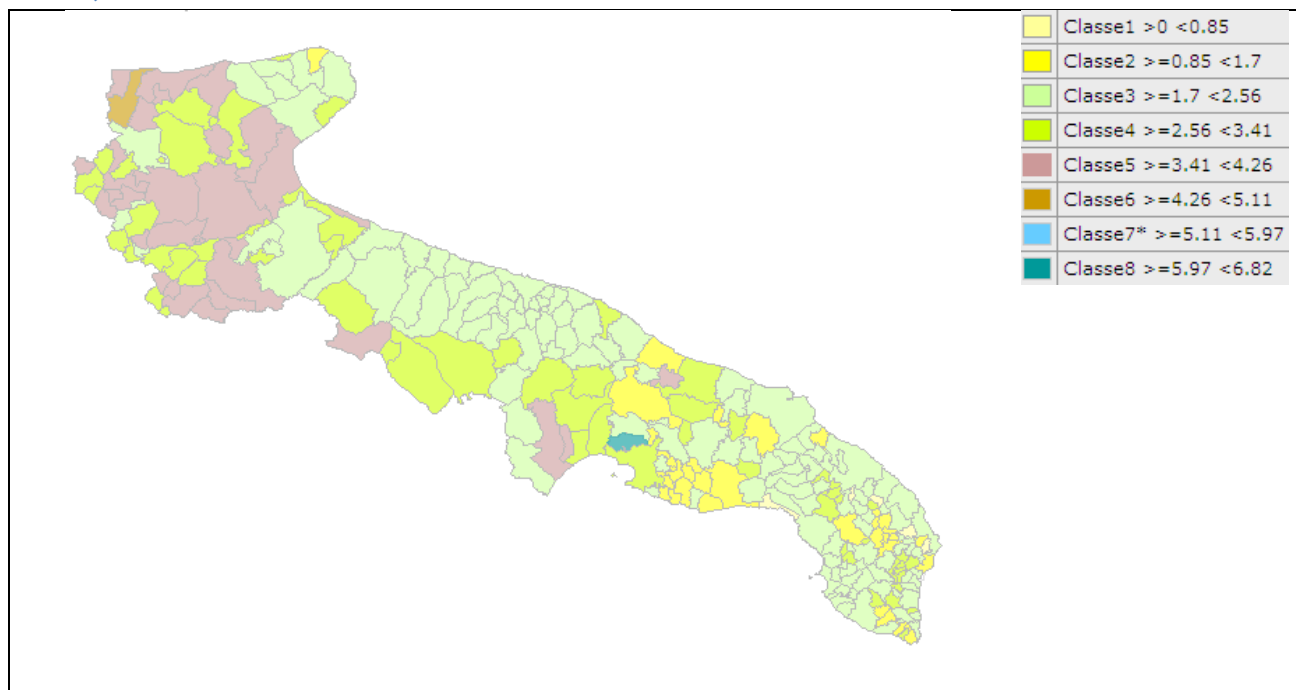 Classe1 >0 <0.85
Classe2 >=0.85 <1.7
Classe3 >=1.7 <2.56
Classe4 >=2.56 <3.41
Classe5 >=3.41 <4.26
Classe6 >=4.26 <5.11
Classe7* >=5.11 <5.97
Classe8 >=5.97 <6.82